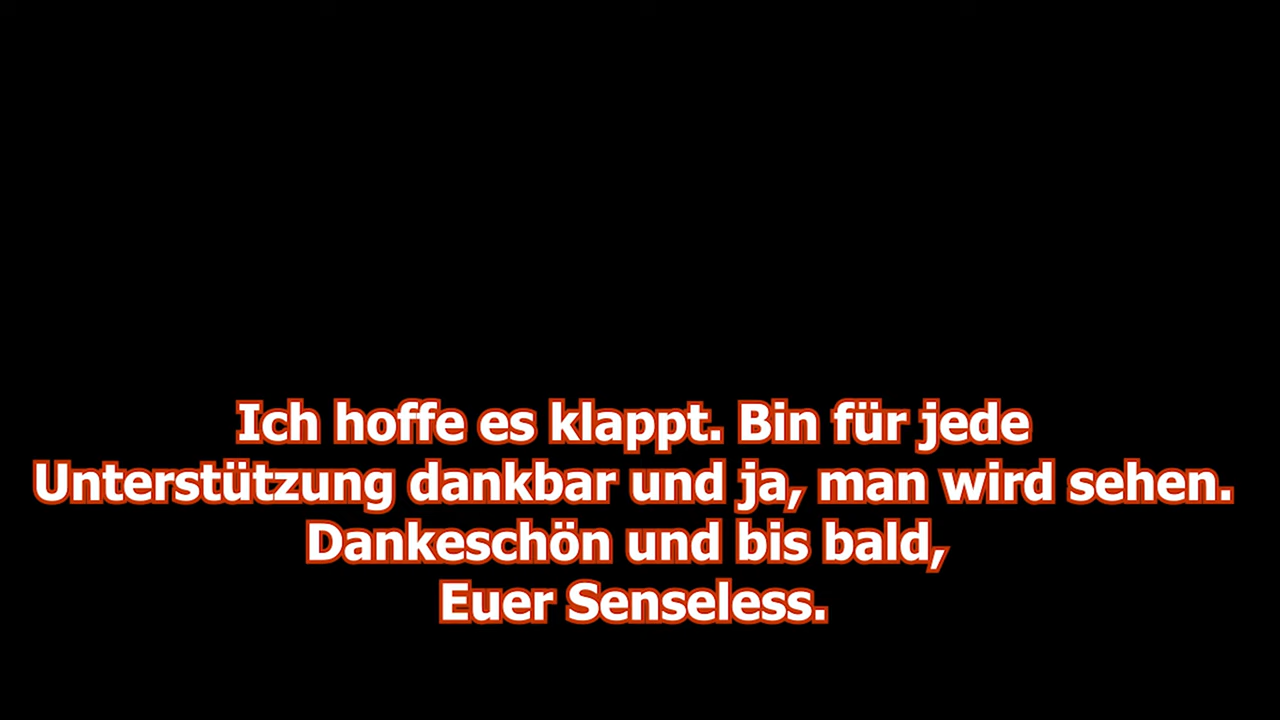 Ich hoffe es klappt. Bin für jede
Unterstützung dankbar und ja, man wird sehen.
Dankeschön und bis bald,
Euer Senseless.